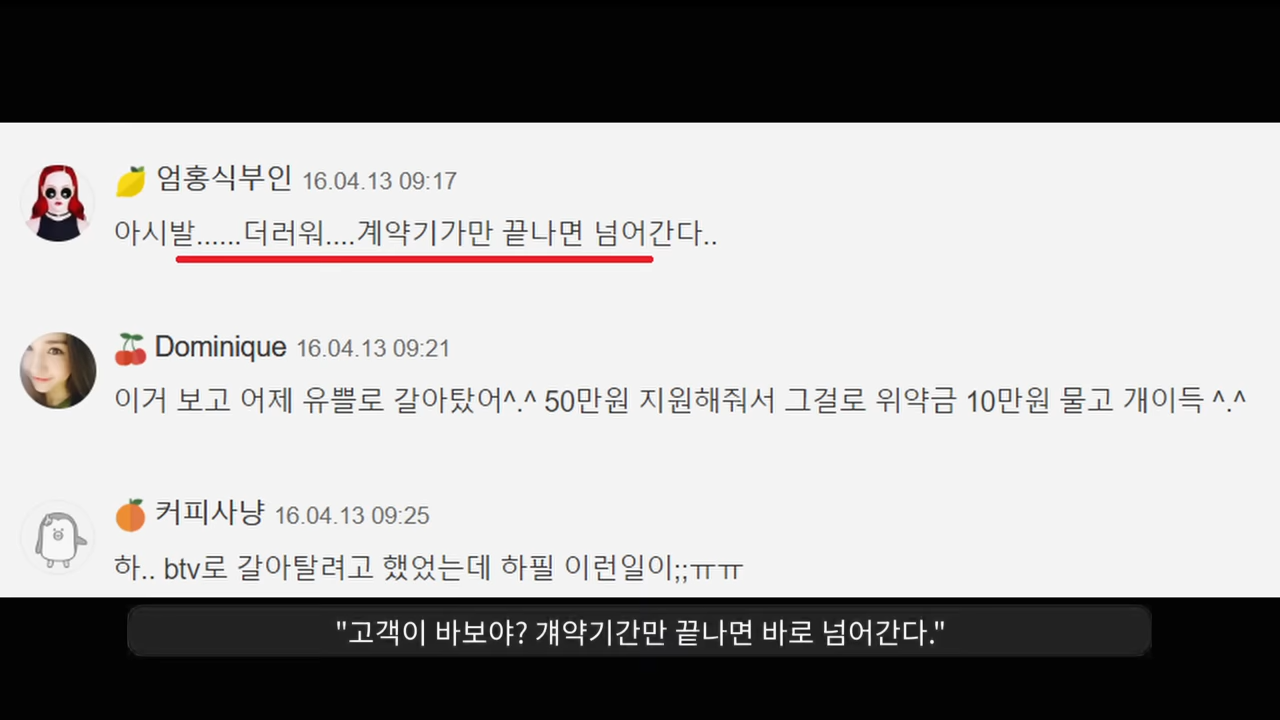 엄홍식부인 16.04.13 09:17
아시발......더러워....계약기가만 끝나면 넘어간다..
Dominique 16.04.13 09:21
이거 보고 어제 유쁠로 갈아탔어^.^ 50만원 지원해줘서 그걸로 위약금 10만원 물고 개이득 ^.^
커피사냥 16.04.13 09:25
하.. btv로 갈아탈려고 했었는데 하필 이런일이;;ㅠㅠ
"고객이 바보야? 걔약기간만 끝나면 바로 넘어간다."